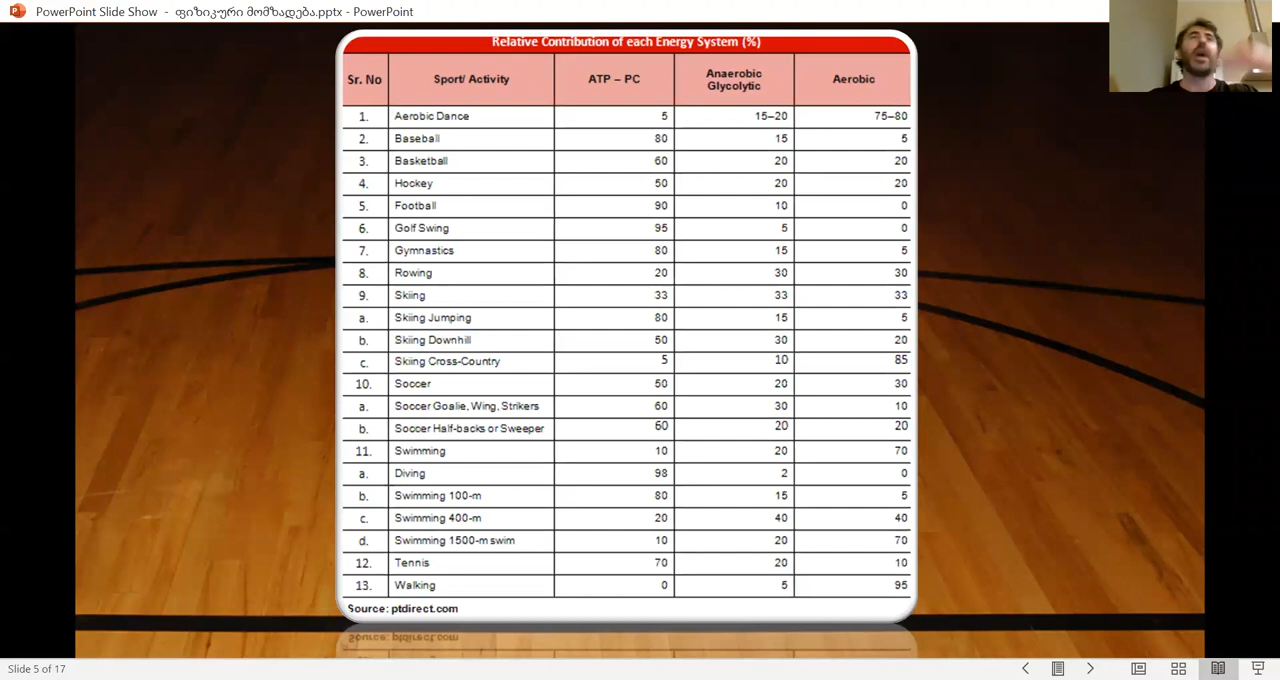 PowerPoint Slide Show - ფიზიკური მომზადება.pptx - PowerPoint
Relative Contribution of each Energy System (%)
Sr. No Sport/ Activity ATP – PC Anaerobic Glycolytic Aerobic
1. Aerobic Dance 5 15–20 75–80
2. Baseball 80 15 5
3. Basketball 60 20 20
4. Hockey 50 20 20
5. Football 90 10 0
6. Golf Swing 95 5 0
7. Gymnastics 80 15 5
8. Rowing 20 30 30
9. Skiing 33 33 33
a. Skiing Jumping 80 15 5
b. Skiing Downhill 50 30 20
c. Skiing Cross-Country 5 10 85
10. Soccer 50 20 30
a. Soccer Goalie, Wing, Strikers 60 30 10
b. Soccer Half-backs or Sweeper 60 20 20
11. Swimming 10 20 70
a. Diving 98 2 0
b. Swimming 100-m 80 15 5
c. Swimming 400-m 20 40 40
d. Swimming 1500-m swim 10 20 70
12. Tennis 70 20 10
13. Walking 0 5 95
Source: ptdirect.com
Slide 5 of 17